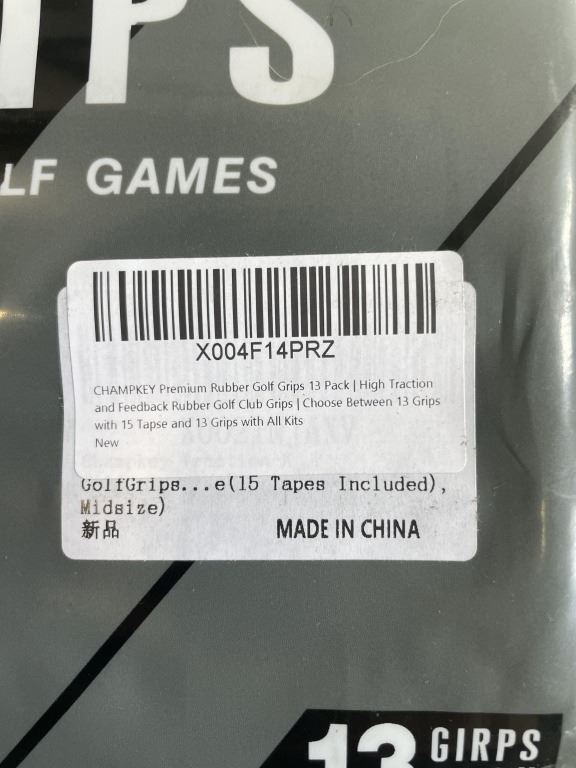 IPS
LF GAMES
X004F14PRZ
CHAMPKEY Premium Rubber Golf Grips 13 Pack | High Traction
and Feedback Rubber Golf Club Grips | Choose Between 13 Grips
with 15 Tapse and 13 Grips with All Kits
New
GolfGrips...e(15 Tapes Included),
Midsize)
新品 MADE IN CHINA
13 GIRPS